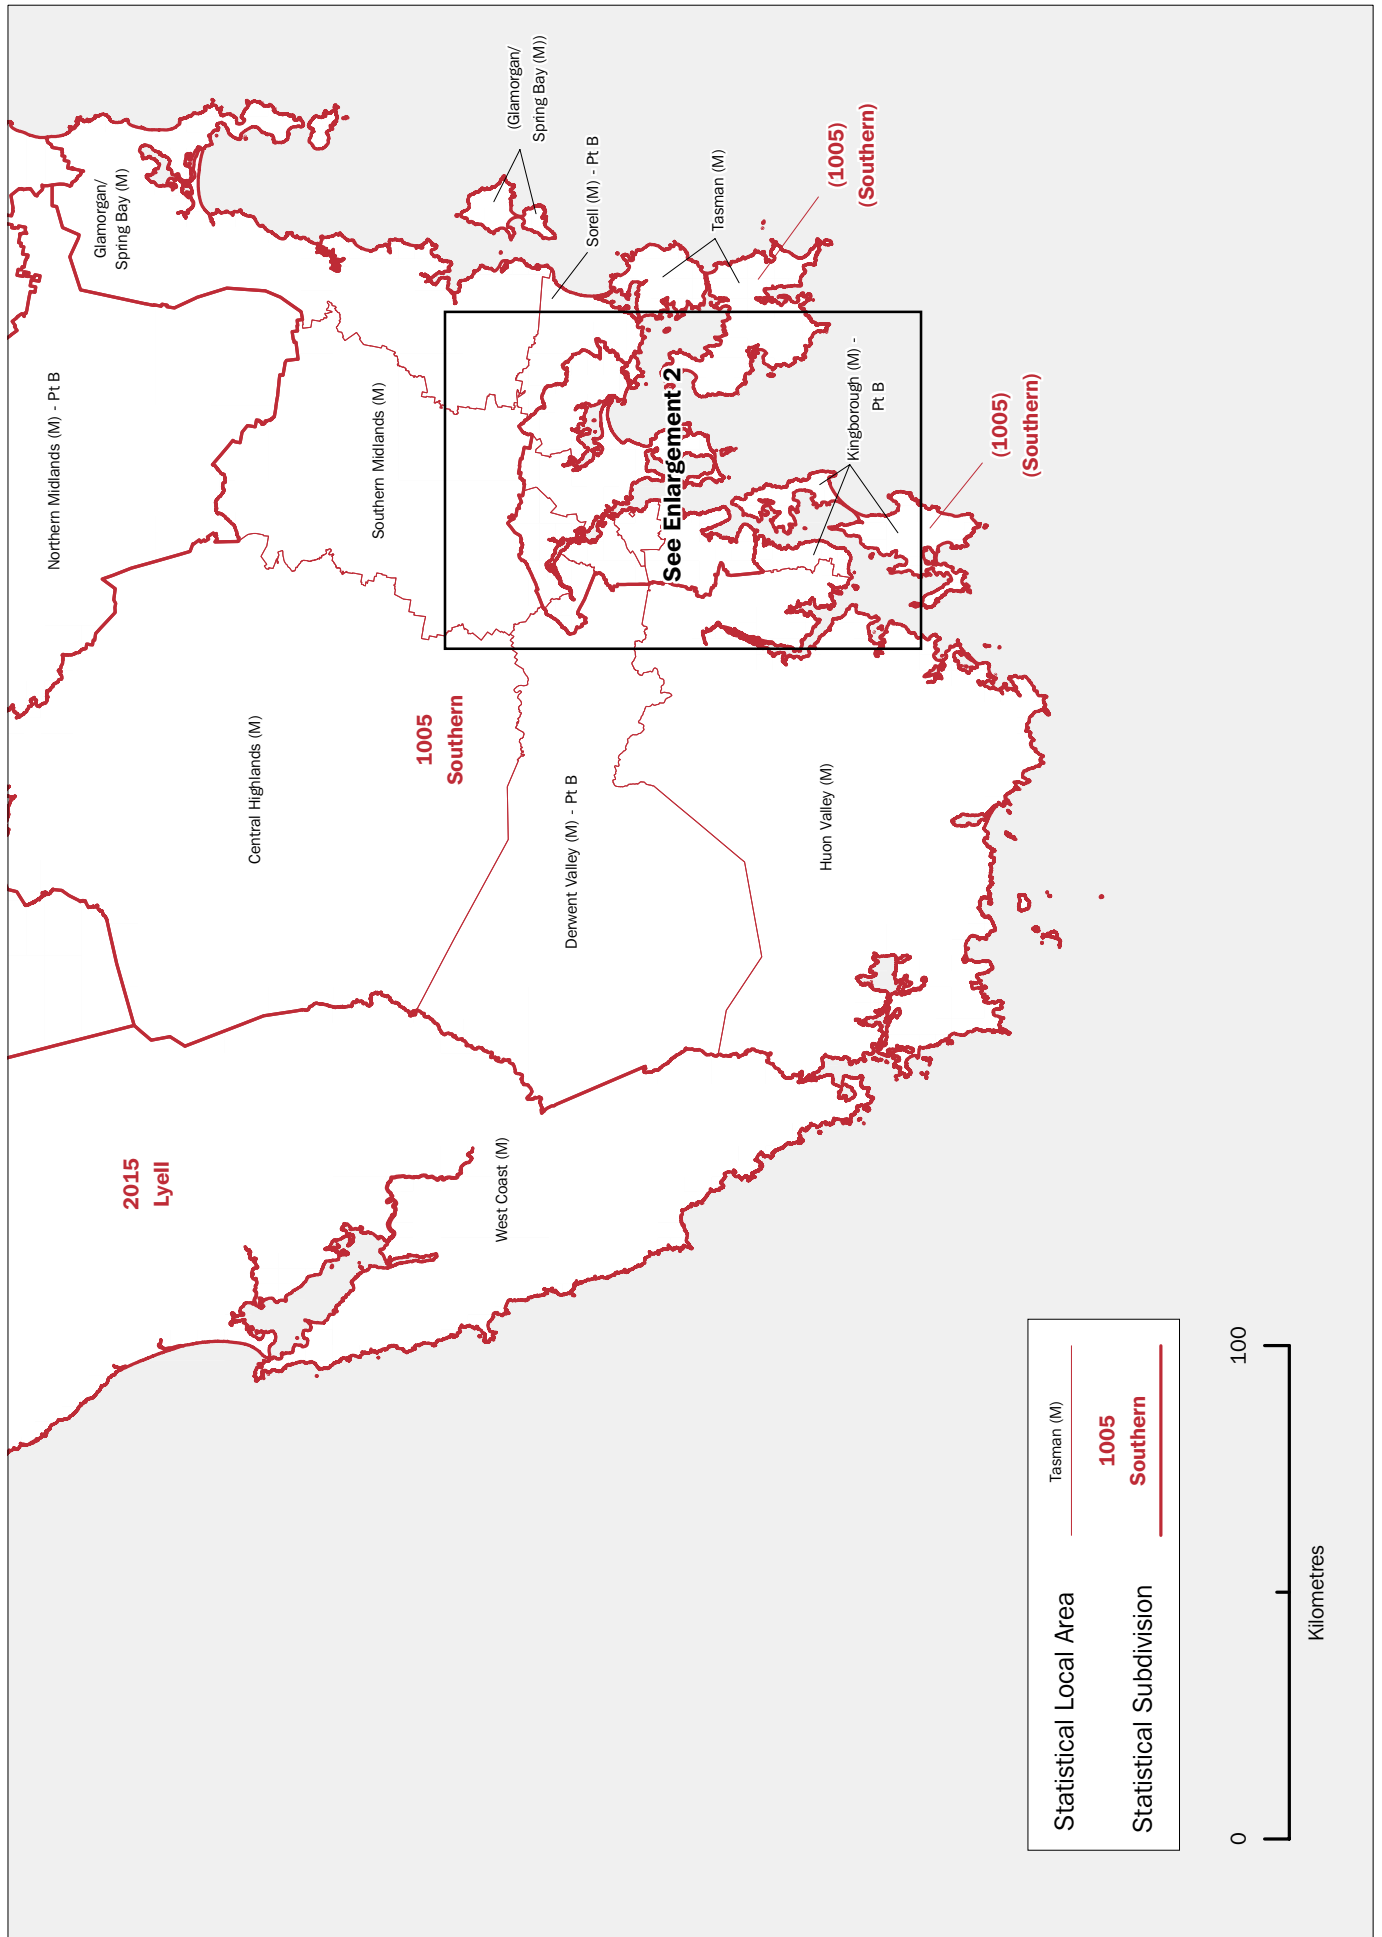 Northern Midlands (M) - Pt B
Glamorgan/
Spring Bay (M)
2015
Lyell
Central Highlands (M)
Southern Midlands (M)
(Glamorgan/
Spring Bay (M))
1005
Southern
West Coast (M)
Derwent Valley (M) - Pt B
Sorell (M) - Pt B
See Enlargement 2
Tasman (M)
Huon Valley (M)
(1005)
(Southern)
Kingborough (M) -
Pt B
(1005)
(Southern)
Statistical Local Area
Tasman (M)
Statistical Subdivision
1005
Southern
0
100
Kilometres